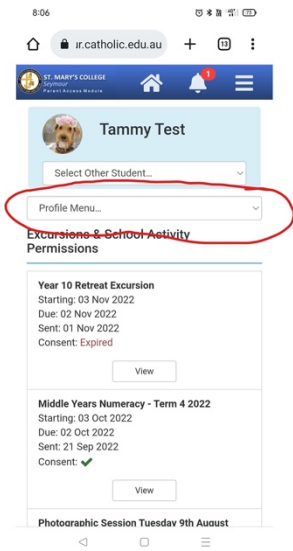 8:06
73
ır.catholic.edu.au
13
ST. MARY'S COLLEGE
Seymour
Parent Access Module
1
Tammy Test
Select Other Student...
Profile Menu...
Excursions & School Activity
Permissions
Year 10 Retreat Excursion
Starting: 03 Nov 2022
Due: 02 Nov 2022
Sent: 01 Nov 2022
Consent: Expired
View
Middle Years Numeracy - Term 4 2022
Starting: 03 Oct 2022
Due: 02 Oct 2022
Sent: 21 Sep 2022
Consent: ✔
View
Photographic Session Tuesday 9th August